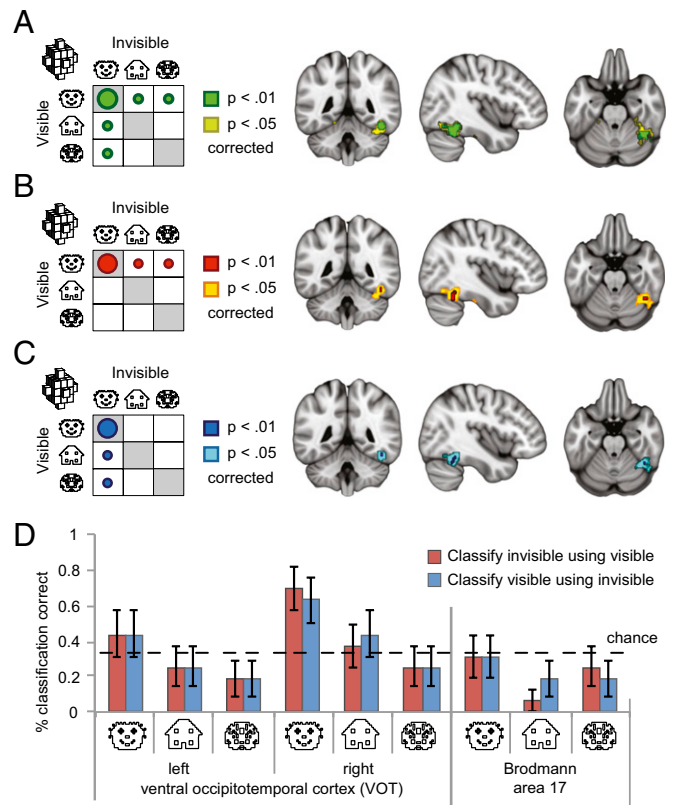 A
Invisible
Visible
p < .01
p < .05
corrected
B
Invisible
Visible
p < .01
p < .05
corrected
C
Invisible
Visible
p < .01
p < .05
corrected
D
% classification correct
1
0.8
0.6
0.4
0.2
0
Classify invisible using visible
Classify visible using invisible
chance
left
right
ventral occipitotemporal cortex (VOT)
Brodmann
area 17